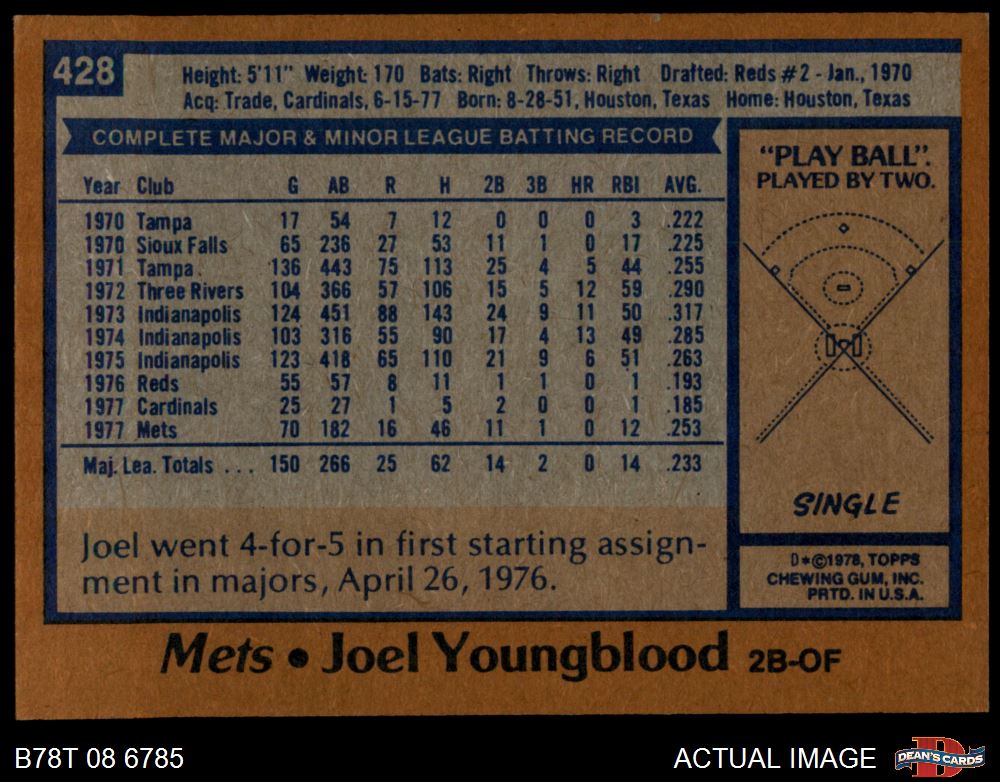 428
Height: 5'11" Weight: 170 Bats: Right Throws: Right Drafted: Reds #2 - Jan., 1970
Acq: Trade, Cardinals, 6-15-77 Born: 8-28-51, Houston, Texas Home: Houston, Texas
COMPLETE MAJOR & MINOR LEAGUE BATTING RECORD
Year Club G AB R H 2B 3B HR RBI AVG.
1970 Tampa 17 54 7 12 0 0 0 3 .222
1970 Sioux Falls 65 236 27 53 11 1 0 17 .225
1971 Tampa 136 443 75 113 25 4 5 44 .255
1972 Three Rivers 104 366 57 106 15 5 12 59 .290
1973 Indianapolis 124 451 88 143 24 9 11 50 .317
1974 Indianapolis 103 316 55 90 17 4 13 49 .285
1975 Indianapolis 123 418 65 110 21 9 6 51 .263
1976 Reds 55 57 8 11 1 1 0 1 .193
1977 Cardinals 25 27 1 5 2 0 0 1 .185
1977 Mets 70 182 16 46 11 1 0 12 .253
Maj. Lea. Totals . . . 150 266 25 62 14 2 0 14 .233
Joel went 4-for-5 in first starting assign-
ment in majors, April 26, 1976.
"PLAY BALL".
PLAYED BY TWO.
SINGLE
D*©1978, TOPPS
CHEWING GUM, INC.
PRTD. IN U.S.A.
Mets • Joel Youngblood 2B-OF
B78T 08 6785
ACTUAL IMAGE
D
DEAN'S CARDS